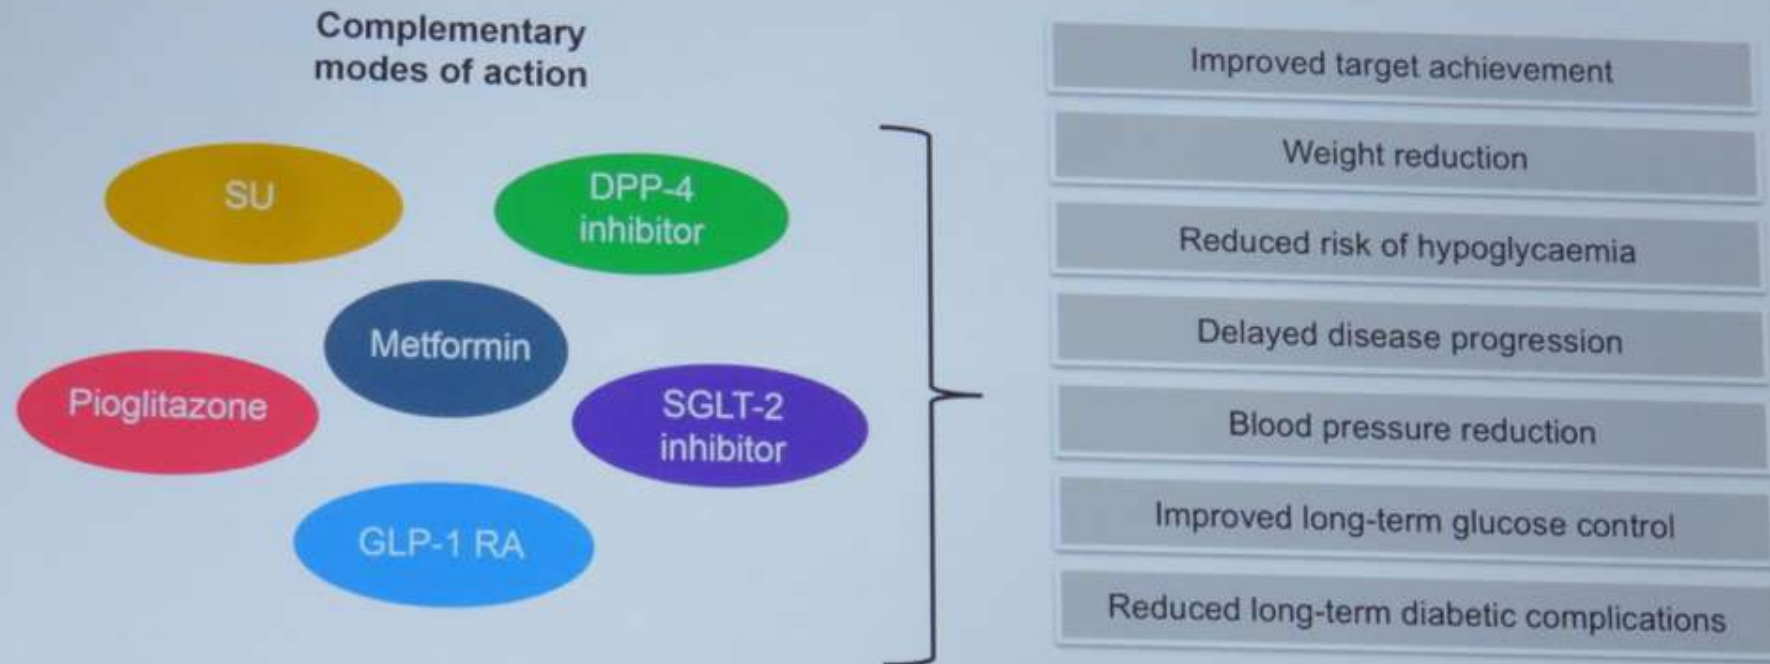 Complementary
modes of action
SU
DPP-4
inhibitor
Metformin
Pioglitazone
SGLT-2
inhibitor
GLP-1 RA
Improved target achievement
Weight reduction
Reduced risk of hypoglycaemia
Delayed disease progression
Blood pressure reduction
Improved long-term glucose control
Reduced long-term diabetic complications